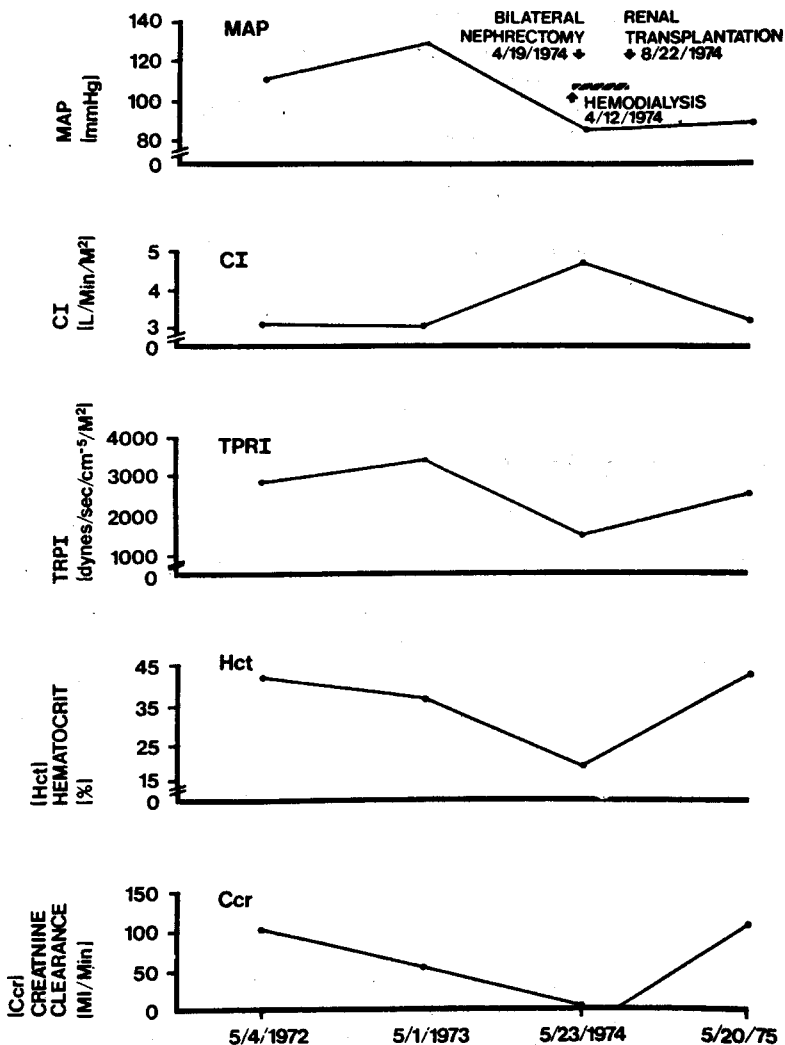 MAP
BILATERAL
NEPHRECTOMY
4/19/1974
RENAL
TRANSPLANTATION
8/22/1974
HEMODIALYSIS
4/12/1974
MAP
[mmHg]
140
120
100
80
0
CI
CI
[L/Min/M²]
5
4
3
0
TPRI
TRPI
[dynes/sec/cm⁻⁵/M²]
4000
3000
2000
1000
0
Hct
[Hct]
HEMATOCRIT
[%]
45
35
25
15
0
Ccr
[Ccr]
CREATNINE
CLEARANCE
[Ml/Min]
150
100
50
0
5/4/1972 5/1/1973 5/23/1974 5/20/75